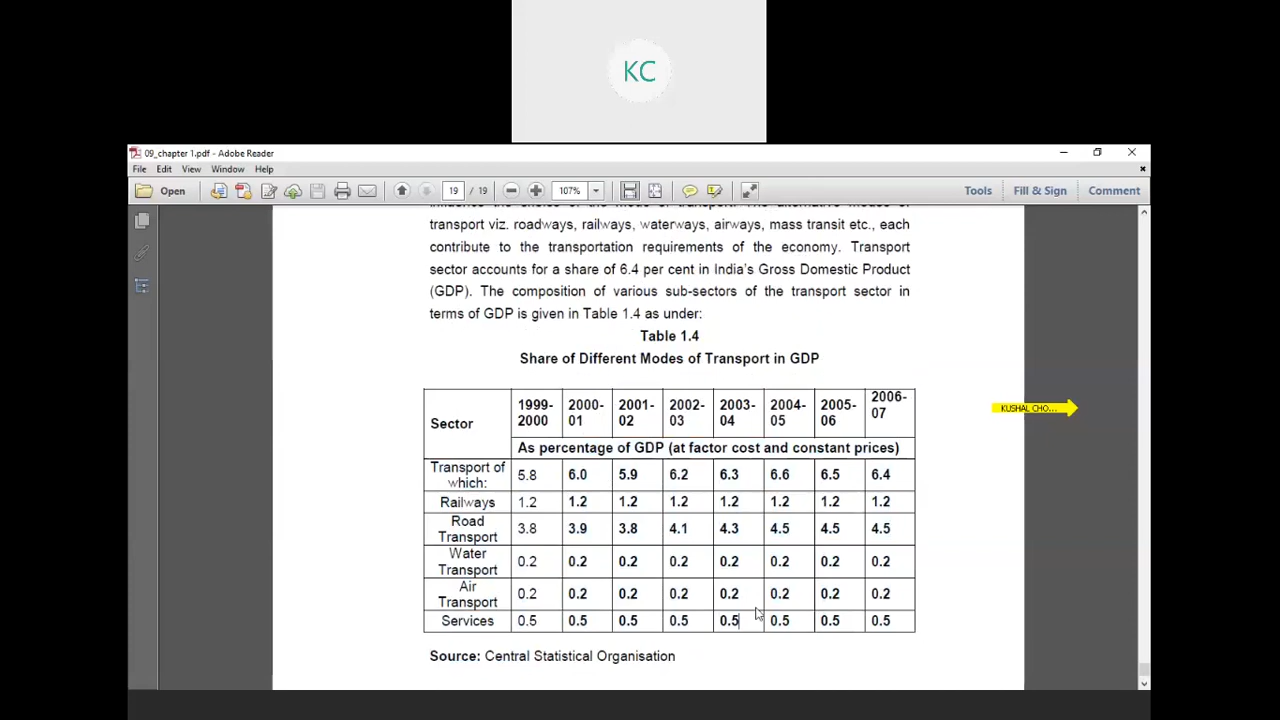 KC
09_chapter 1.pdf - Adobe Reader
File Edit View Window Help
Open 19 / 19 107% Tools Fill & Sign Comment
transport viz. roadways, railways, waterways, airways, mass transit etc., each
contribute to the transportation requirements of the economy. Transport
sector accounts for a share of 6.4 per cent in India's Gross Domestic Product
(GDP). The composition of various sub-sectors of the transport sector in
terms of GDP is given in Table 1.4 as under:
Table 1.4
Share of Different Modes of Transport in GDP
Sector 1999-2000 2000-01 2001-02 2002-03 2003-04 2004-05 2005-06 2006-07
As percentage of GDP (at factor cost and constant prices)
Transport of which: 5.8 6.0 5.9 6.2 6.3 6.6 6.5 6.4
Railways 1.2 1.2 1.2 1.2 1.2 1.2 1.2 1.2
Road Transport 3.8 3.9 3.8 4.1 4.3 4.5 4.5 4.5
Water Transport 0.2 0.2 0.2 0.2 0.2 0.2 0.2 0.2
Air Transport 0.2 0.2 0.2 0.2 0.2 0.2 0.2 0.2
Services 0.5 0.5 0.5 0.5 0.5 0.5 0.5 0.5
Source: Central Statistical Organisation
KUSHAL CHO...